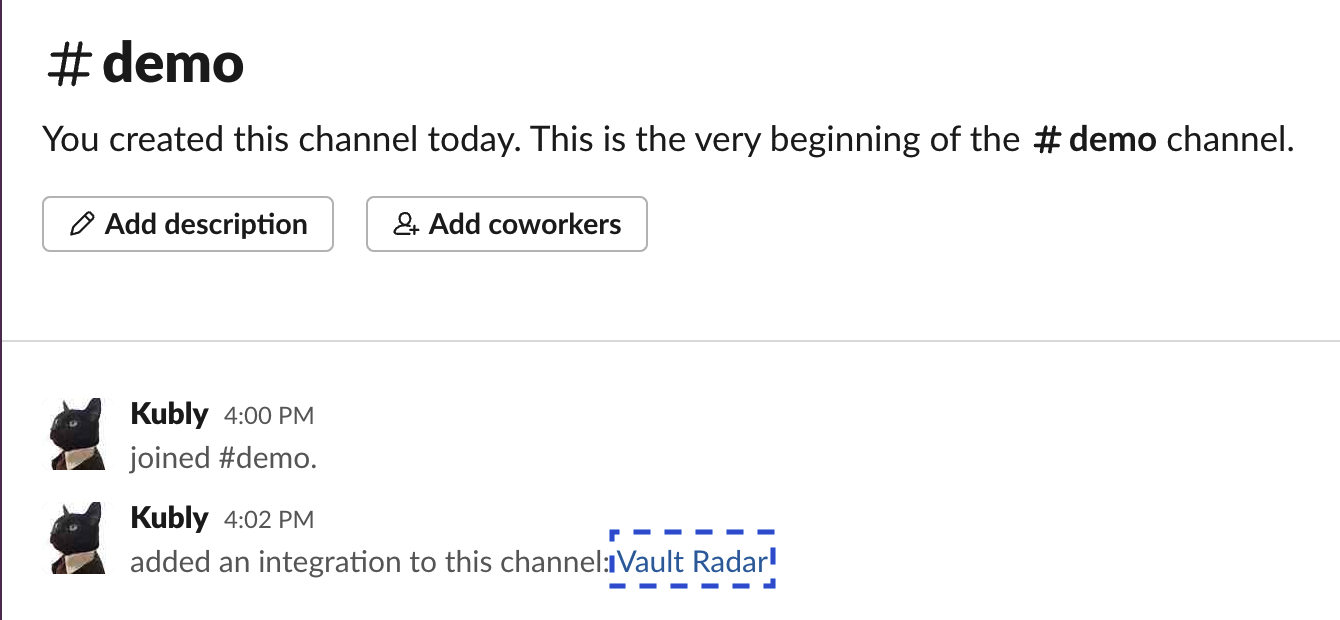 # demo
You created this channel today. This is the very beginning of the # demo channel.
Add description Add coworkers
Kubly 4:00 PM
joined #demo.
Kubly 4:02 PM
added an integration to this channel: Vault Radar